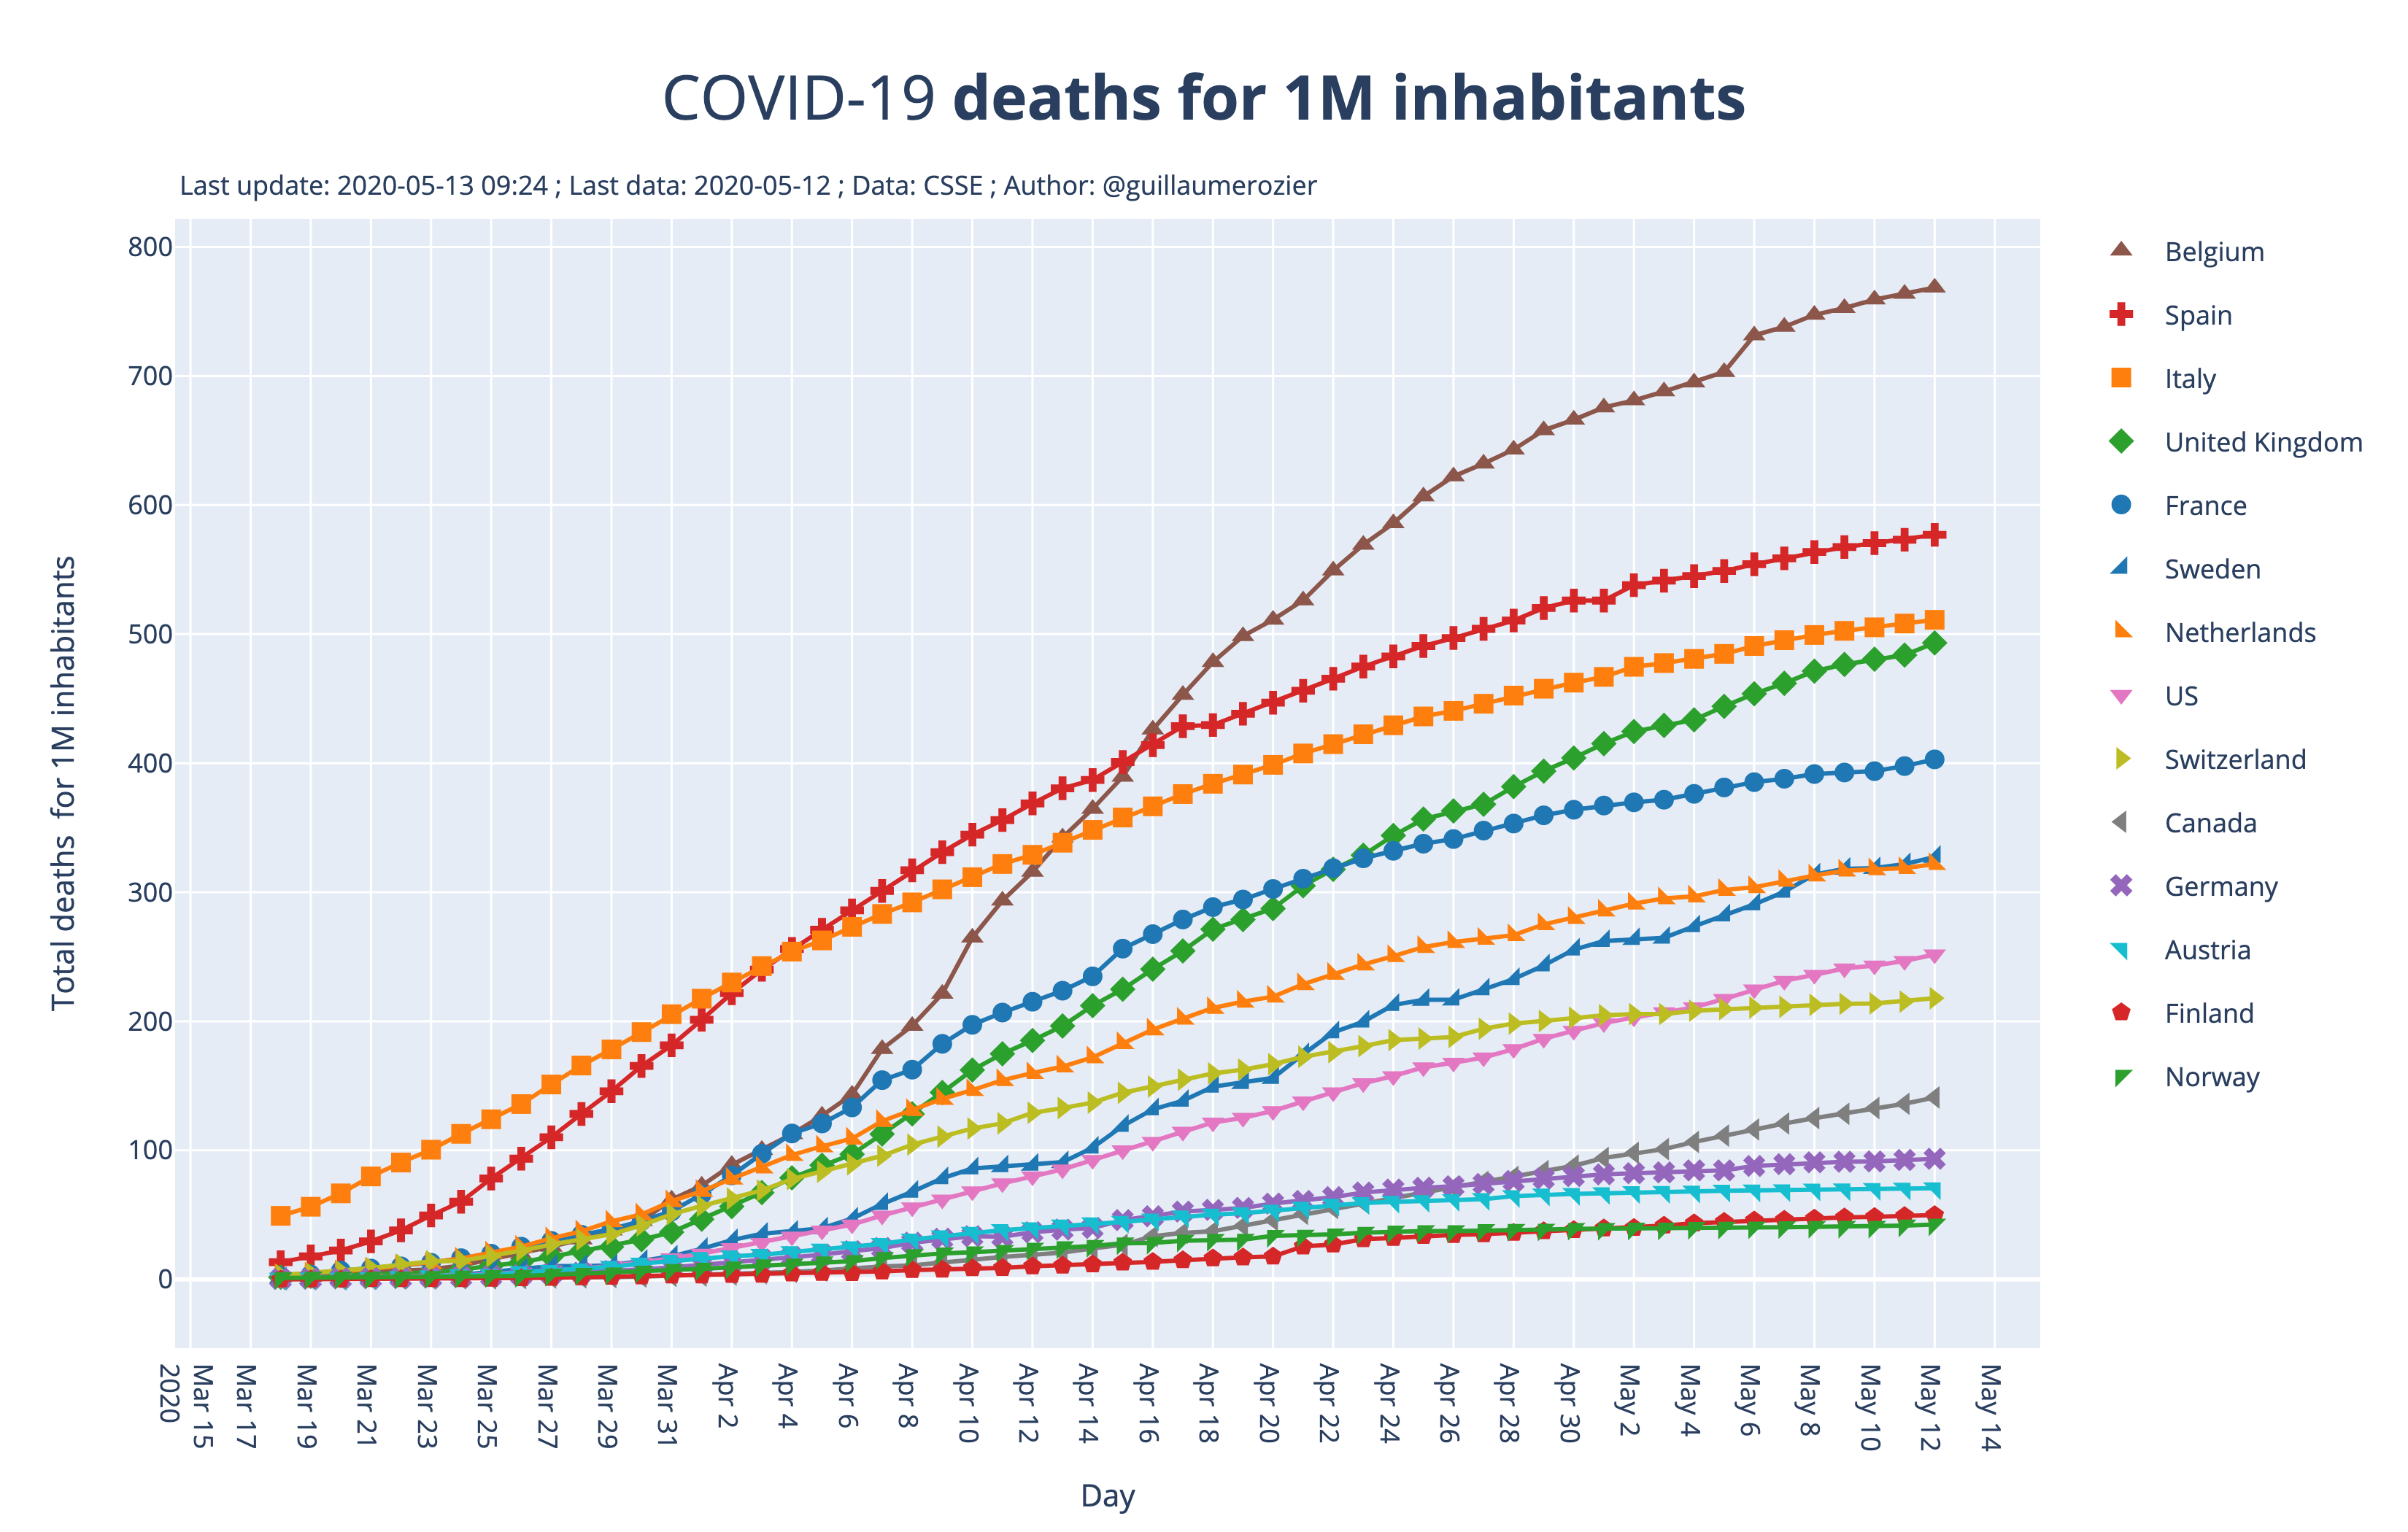 COVID-19 deaths for 1M inhabitants
Last update: 2020-05-13 09:24 ; Last data: 2020-05-12 ; Data: CSSE ; Author: @guillaumerozier
800
700
600
500
400
300
200
100
0
Total deaths for 1M inhabitants
Mar 15
2020
Mar 17
Mar 19
Mar 21
Mar 23
Mar 25
Mar 27
Mar 29
Mar 31
Apr 2
Apr 4
Apr 6
Apr 8
Apr 10
Apr 12
Apr 14
Apr 16
Apr 18
Apr 20
Apr 22
Apr 24
Apr 26
Apr 28
Apr 30
May 2
May 4
May 6
May 8
May 10
May 12
May 14
Day
Belgium
Spain
Italy
United Kingdom
France
Sweden
Netherlands
US
Switzerland
Canada
Germany
Austria
Finland
Norway